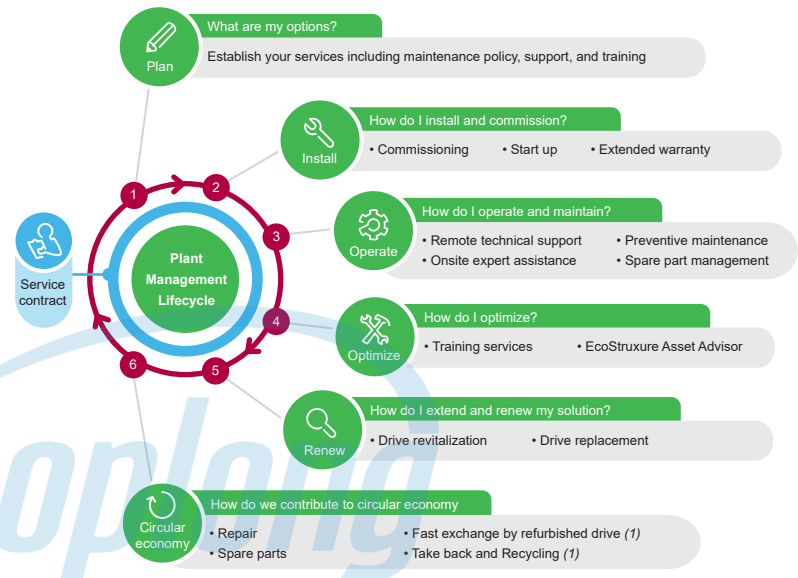 What are my options?
Plan
Establish your services including maintenance policy, support, and training
How do I install and commission?
Install
• Commissioning • Start up • Extended warranty
1
2
3
4
5
6
Plant
Management
Lifecycle
Service
contract
How do I operate and maintain?
Operate
• Remote technical support • Preventive maintenance
• Onsite expert assistance • Spare part management
How do I optimize?
Optimize
• Training services • EcoStruxure Asset Advisor
How do I extend and renew my solution?
Renew
• Drive revitalization • Drive replacement
How do we contribute to circular economy
Circular
economy
• Repair • Fast exchange by refurbished drive (1)
• Spare parts • Take back and Recycling (1)
oplong